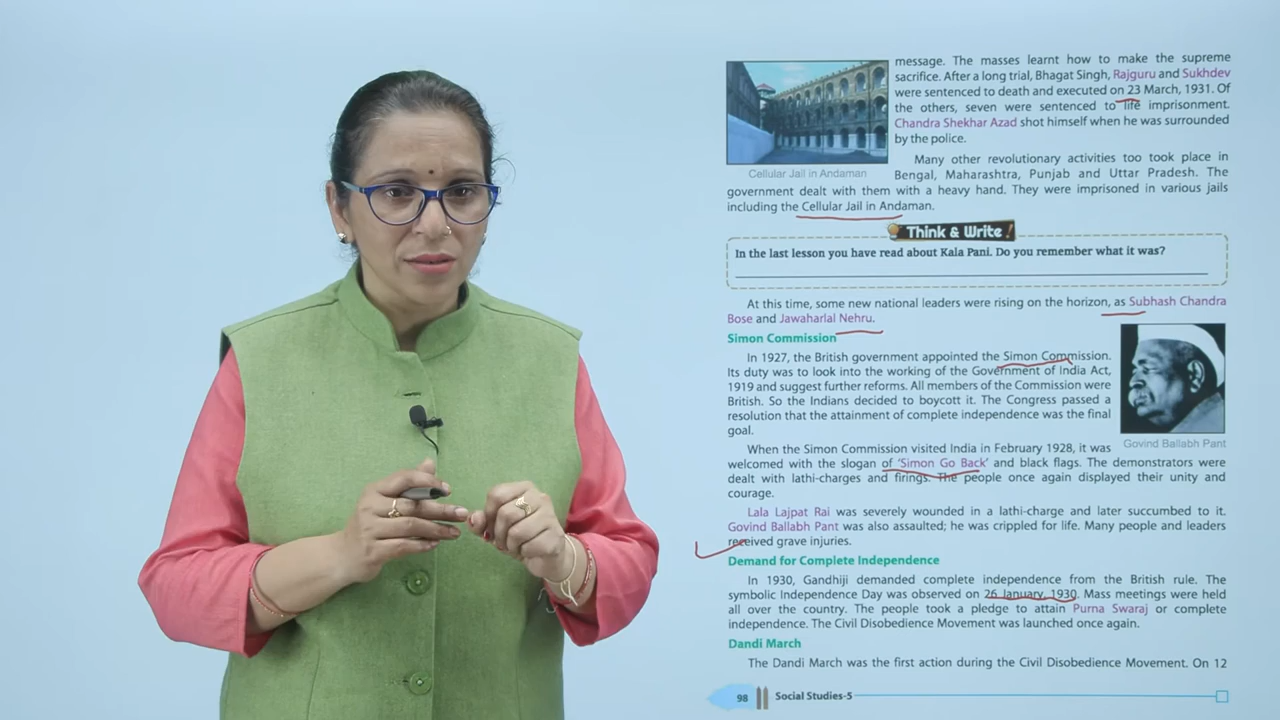 message. The masses learnt how to make the supreme
sacrifice. After a long trial, Bhagat Singh, Rajguru and Sukhdev
were sentenced to death and executed on 23 March, 1931. Of
the others, seven were sentenced to life imprisonment.
Chandra Shekhar Azad shot himself when he was surrounded
by the police.
Cellular Jail in Andaman
Many other revolutionary activities too took place in
Bengal, Maharashtra, Punjab and Uttar Pradesh. The
government dealt with them with a heavy hand. They were imprisoned in various jails
including the Cellular Jail in Andaman.
Think & Write!
In the last lesson you have read about Kala Pani. Do you remember what it was?
At this time, some new national leaders were rising on the horizon, as Subhash Chandra
Bose and Jawaharlal Nehru.
Simon Commission
In 1927, the British government appointed the Simon Commission.
Its duty was to look into the working of the Government of India Act,
1919 and suggest further reforms. All members of the Commission were
British. So the Indians decided to boycott it. The Congress passed a
resolution that the attainment of complete independence was the final
goal.
Govind Ballabh Pant
When the Simon Commission visited India in February 1928, it was
welcomed with the slogan of ‘Simon Go Back’ and black flags. The demonstrators were
dealt with lathi-charges and firings. The people once again displayed their unity and
courage.
Lala Lajpat Rai was severely wounded in a lathi-charge and later succumbed to it.
Govind Ballabh Pant was also assaulted; he was crippled for life. Many people and leaders
received grave injuries.
Demand for Complete Independence
In 1930, Gandhiji demanded complete independence from the British rule. The
symbolic Independence Day was observed on 26 January, 1930. Mass meetings were held
all over the country. The people took a pledge to attain Purna Swaraj or complete
independence. The Civil Disobedience Movement was launched once again.
Dandi March
The Dandi March was the first action during the Civil Disobedience Movement. On 12
98 Social Studies-5